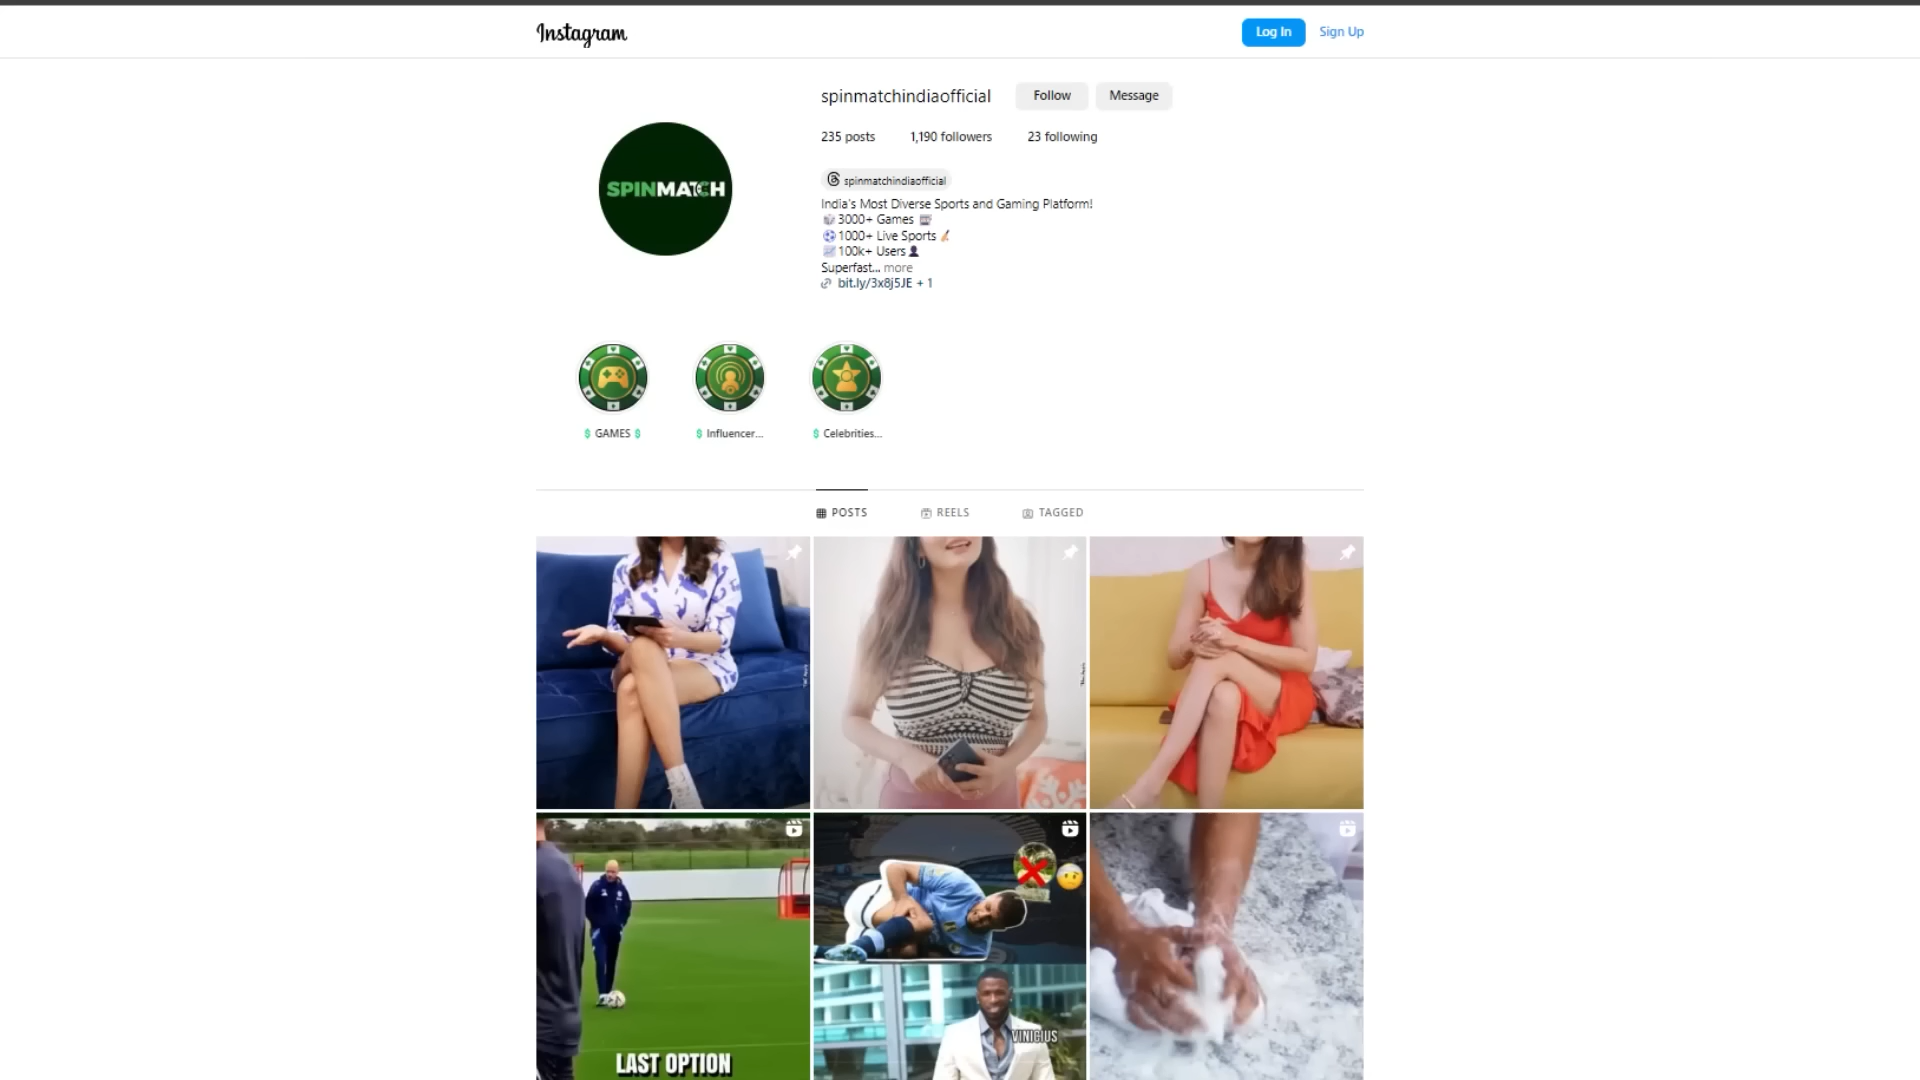 Instagram
Log In
Sign Up
spinmatchindiaofficial
Follow
Message
235 posts
1,190 followers
23 following
SPINMATCH
spinmatchindiaofficial
India's Most Diverse Sports and Gaming Platform!
3000+ Games
1000+ Live Sports
100k+ Users
Superfast... more
bit.ly/3x8j5JE + 1
GAMES
Influencer...
Celebrities...
POSTS
REELS
TAGGED
VINICIUS
LAST OPTION